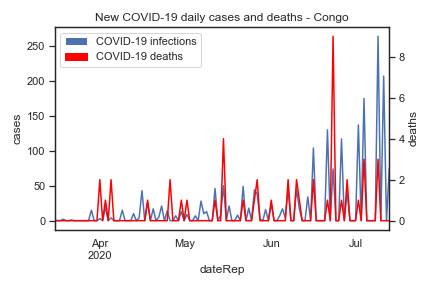 New COVID-19 daily cases and deaths - Congo
COVID-19 infections
COVID-19 deaths
250
200
150
100
50
0
cases
8
6
4
2
0
deaths
Apr
2020
May
Jun
Jul
dateRep